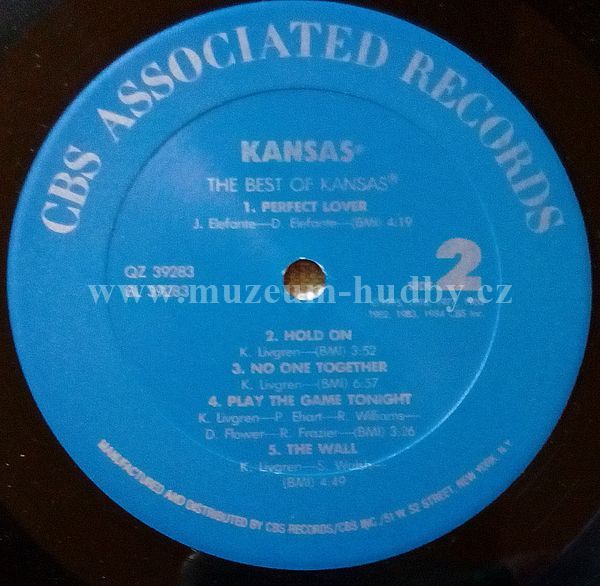 CBS ASSOCIATED RECORDS
KANSAS®
THE BEST OF KANSAS®
1. PERFECT LOVER
J. Elefante—D. Elefante—(BMI) 4:19
QZ 39283
BL 39283
2
www.muzeum-hudby.cz
1982, 1983, 1984 CBS Inc.
2. HOLD ON
K. Livgren—(BMI) 3:52
3. NO ONE TOGETHER
K. Livgren—(BMI) 6:57
4. PLAY THE GAME TONIGHT
K. Livgren—P. Ehart—R. Williams—
D. Flower—R. Frazier—(BMI) 3:26
5. THE WALL
K. Livgren—S. Walsh—
(BMI) 4:49
MANUFACTURED AND DISTRIBUTED BY CBS RECORDS/CBS INC./51 W. 52 STREET, NEW YORK, N.Y.